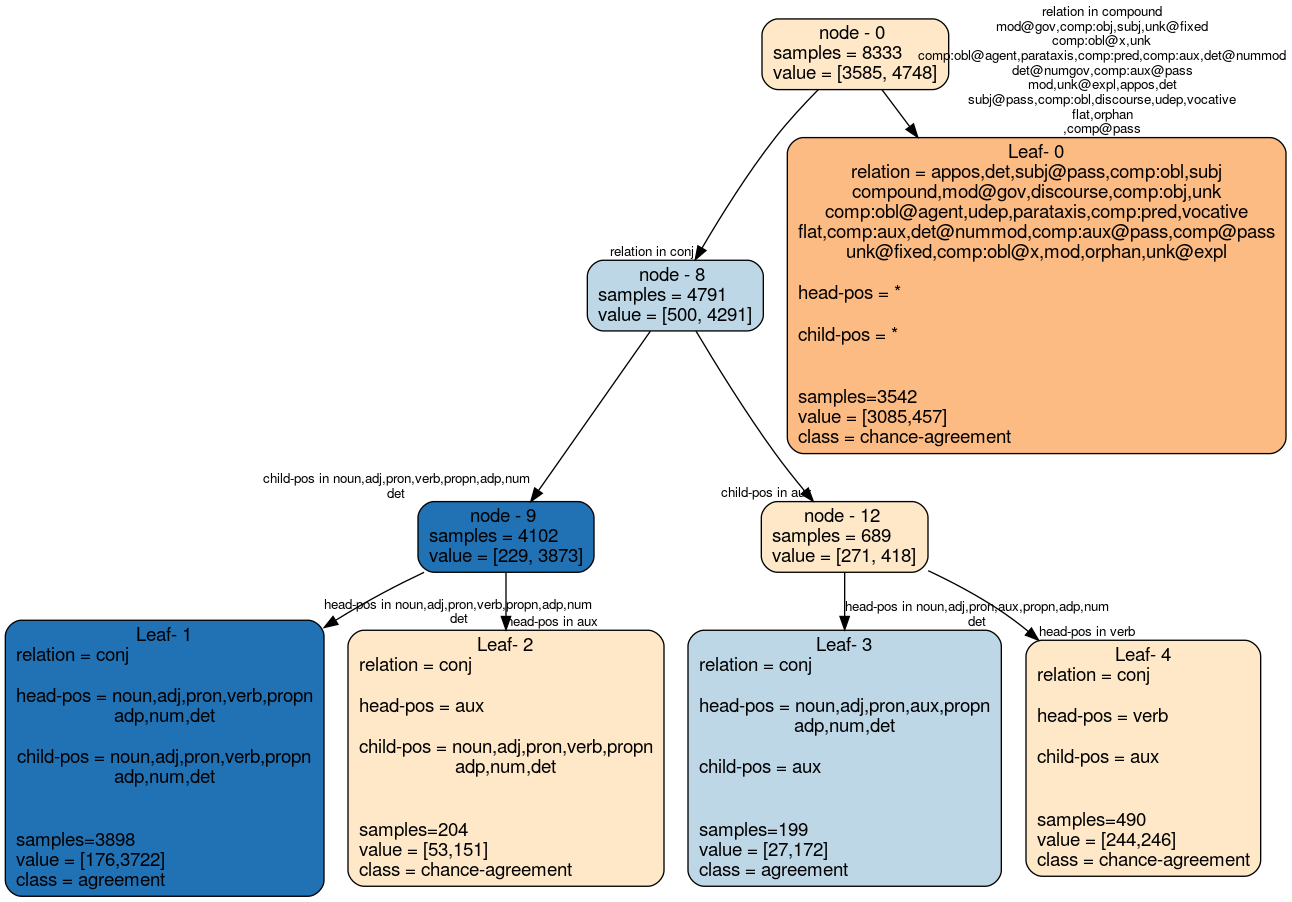 node - 0
samples = 8333
value = [3585, 4748]
relation in compound
mod@gov,comp:obj,subj,unk@fixed
comp:obl@x,unk
comp:obl@agent,parataxis,comp:pred,comp:aux,det@nummod
det@numgov,comp:aux@pass
mod,unk@expl,appos,det
subj@pass,comp:obl,discourse,udep,vocative
flat,orphan
,comp@pass
Leaf- 0
relation = appos,det,subj@pass,comp:obl,subj
compound,mod@gov,discourse,comp:obj,unk
comp:obl@agent,udep,parataxis,comp:pred,vocative
flat,comp:aux,det@nummod,comp:aux@pass,comp@pass
unk@fixed,comp:obl@x,mod,orphan,unk@expl
head-pos = *
child-pos = *
samples=3542
value = [3085,457]
class = chance-agreement
relation in conj
node - 8
samples = 4791
value = [500, 4291]
child-pos in noun,adj,pron,verb,propn,adp,num
det
node - 9
samples = 4102
value = [229, 3873]
child-pos in aux
node - 12
samples = 689
value = [271, 418]
head-pos in noun,adj,pron,verb,propn,adp,num
det
Leaf- 1
relation = conj
head-pos = noun,adj,pron,verb,propn
adp,num,det
child-pos = noun,adj,pron,verb,propn
adp,num,det
samples=3898
value = [176,3722]
class = agreement
head-pos in aux
Leaf- 2
relation = conj
head-pos = aux
child-pos = noun,adj,pron,verb,propn
adp,num,det
samples=204
value = [53,151]
class = chance-agreement
head-pos in noun,adj,pron,aux,propn,adp,num
det
Leaf- 3
relation = conj
head-pos = noun,adj,pron,aux,propn
adp,num,det
child-pos = aux
samples=199
value = [27,172]
class = agreement
head-pos in verb
Leaf- 4
relation = conj
head-pos = verb
child-pos = aux
samples=490
value = [244,246]
class = chance-agreement